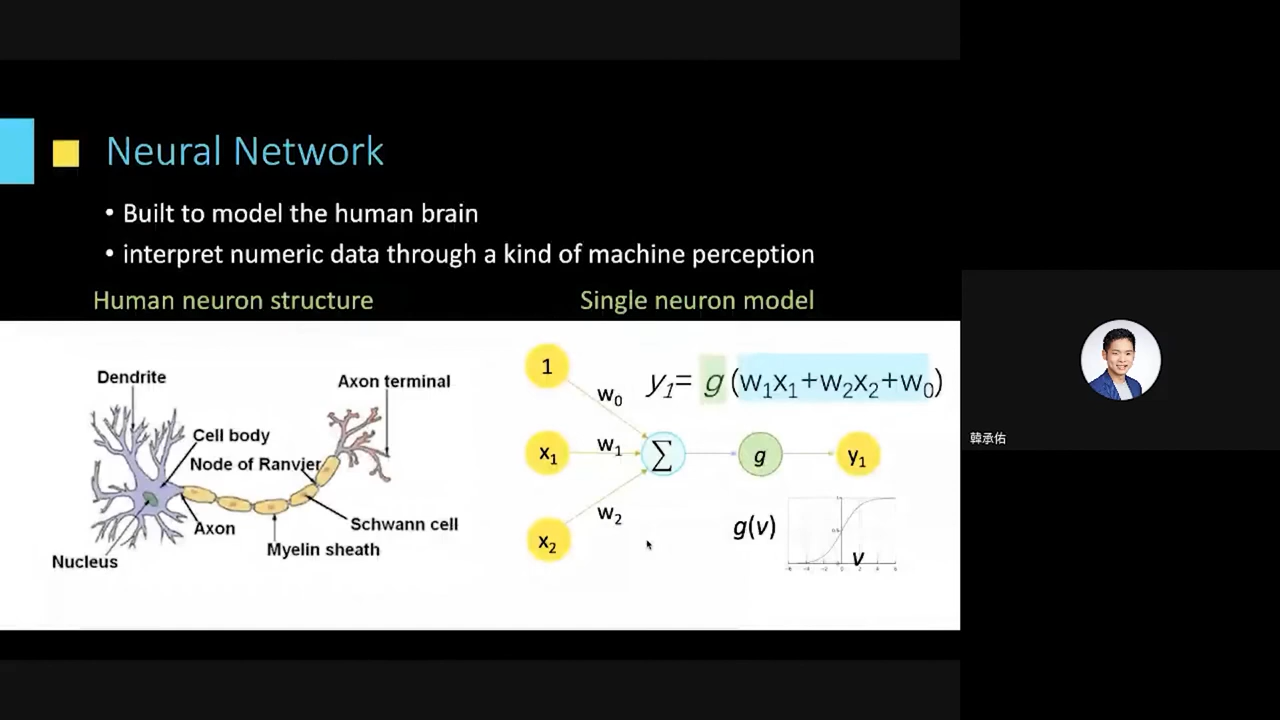 Neural Network
• Built to model the human brain
• interpret numeric data through a kind of machine perception
Human neuron structure
Single neuron model
Dendrite
Axon terminal
Cell body
Node of Ranvier
Axon
Schwann cell
Myelin sheath
Nucleus
1
w₀
y₁= g (w₁x₁+w₂x₂+w₀)
x₁
w₁
∑
g
y₁
w₂
x₂
g(v)
v
韓承佑